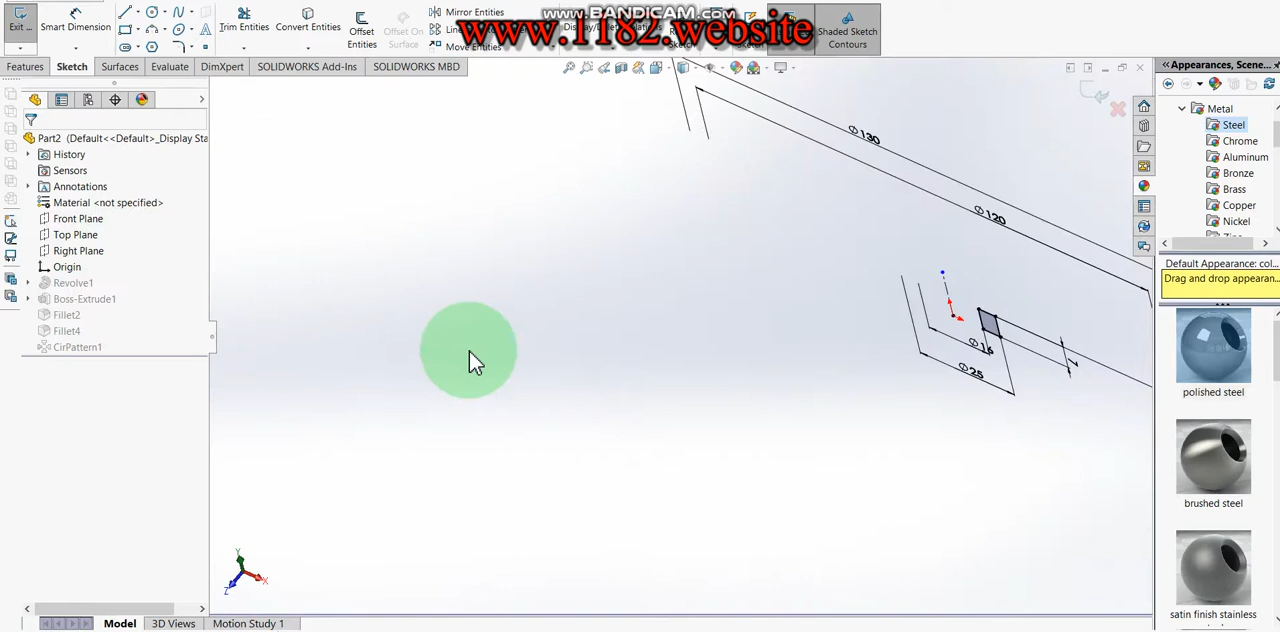 www.BANDICAM.com
www.1182.website
Exit ...
Smart Dimension
Trim Entities
Convert Entities
Offset
Entities
Offset On
Surface
Mirror Entities
Move Entities
Shaded Sketch
Contours
Features
Sketch
Surfaces
Evaluate
DimXpert
SOLIDWORKS Add-Ins
SOLIDWORKS MBD
Part2 (Default<<Default>_Display Sta
History
Sensors
Annotations
Material <not specified>
Front Plane
Top Plane
Right Plane
Origin
Revolve1
Boss-Extrude1
Fillet2
Fillet4
CirPattern1
∅130
∅120
∅16
∅25
Y
X
Z
Model
3D Views
Motion Study 1
Appearances, Scene...
Metal
Steel
Chrome
Aluminum
Bronze
Brass
Copper
Nickel
Default Appearance: col...
Drag and drop appearan...
polished steel
brushed steel
satin finish stainless